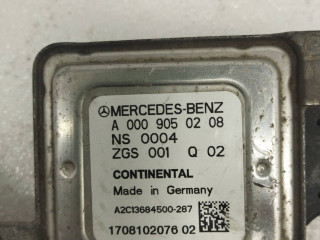 MERCEDES-BENZ
A 000 905 02 08
NS 0004
ZGS 001 Q 02
CONTINENTAL
Made in Germany
A2C13684500-287
1708102076 02